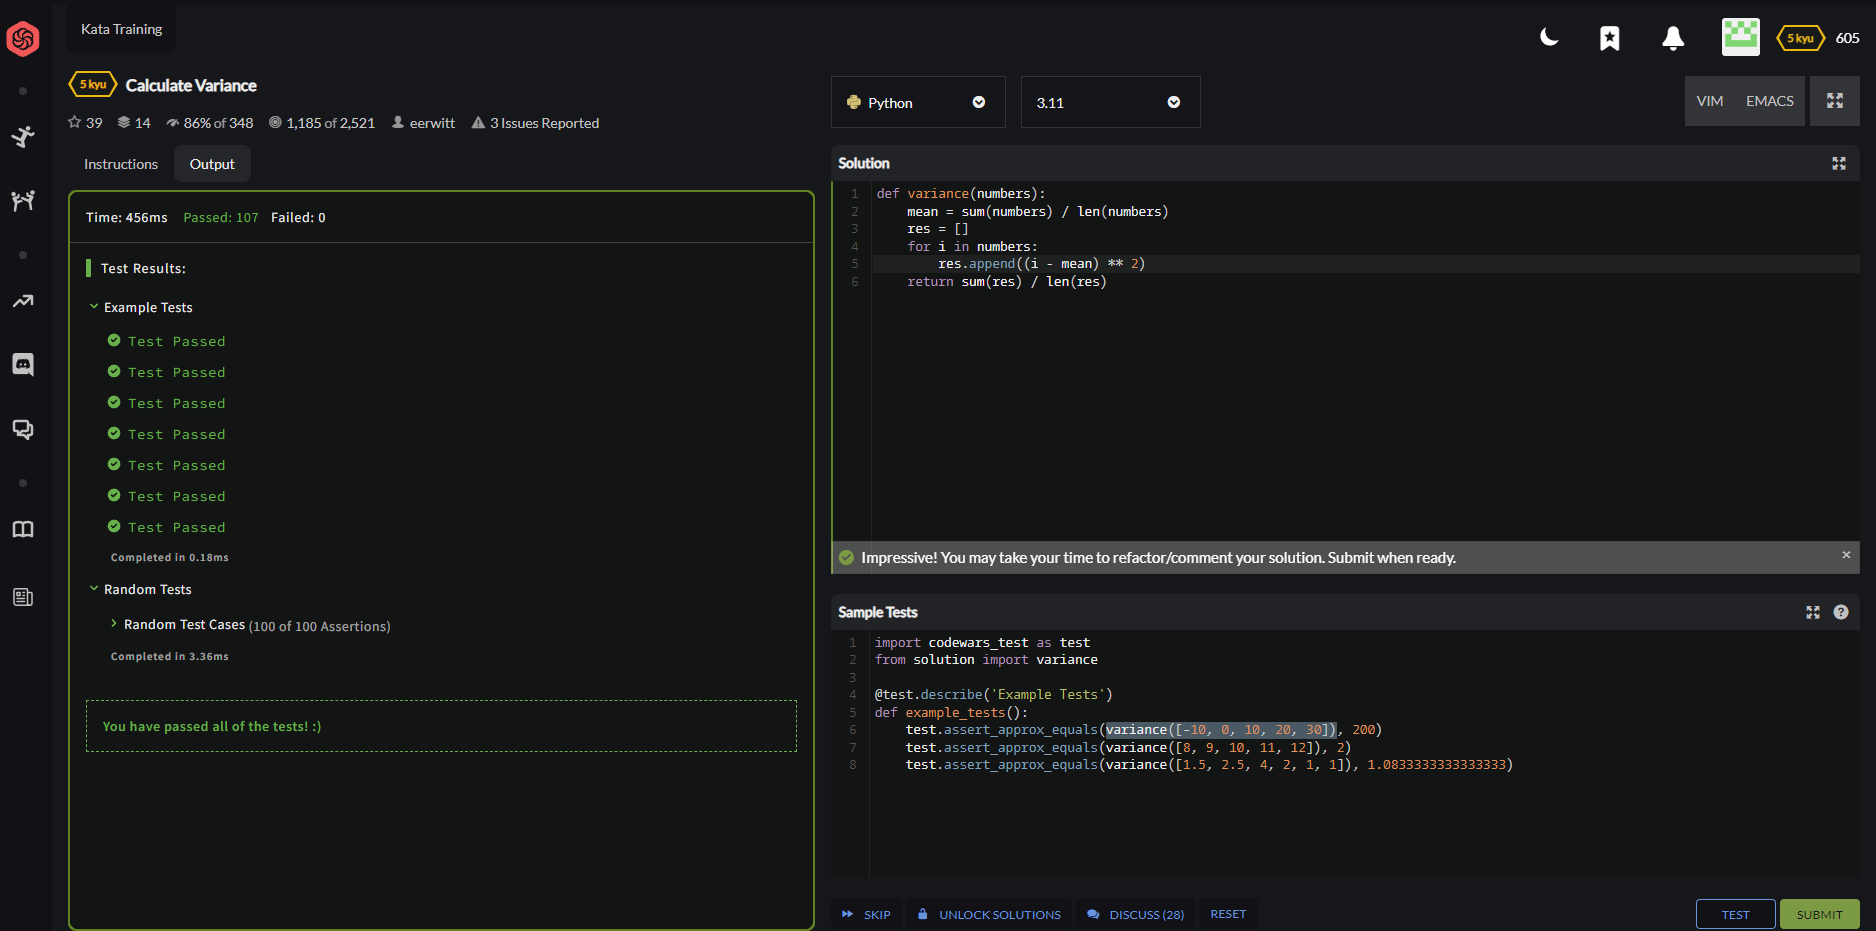 Kata Training
5 kyu 605
5 kyu Calculate Variance
39 14 86% of 348 1,185 of 2,521 eerwitt 3 Issues Reported
Instructions Output
Time: 456ms Passed: 107 Failed: 0
Test Results:
Example Tests
Test Passed
Test Passed
Test Passed
Test Passed
Test Passed
Test Passed
Test Passed
Completed in 0.18ms
Random Tests
Random Test Cases (100 of 100 Assertions)
Completed in 3.36ms
You have passed all of the tests! :)
Python 3.11 VIM EMACS
Solution
1 def variance(numbers):
2     mean = sum(numbers) / len(numbers)
3     res = []
4     for i in numbers:
5         res.append((i - mean) ** 2)
6     return sum(res) / len(res)
Impressive! You may take your time to refactor/comment your solution. Submit when ready. ×
Sample Tests ?
1 import codewars_test as test
2 from solution import variance
3
4 @test.describe('Example Tests')
5 def example_tests():
6     test.assert_approx_equals(variance([-10, 0, 10, 20, 30]), 200)
7     test.assert_approx_equals(variance([8, 9, 10, 11, 12]), 2)
8     test.assert_approx_equals(variance([1.5, 2.5, 4, 2, 1, 1]), 1.0833333333333333)
SKIP UNLOCK SOLUTIONS DISCUSS (28) RESET TEST SUBMIT